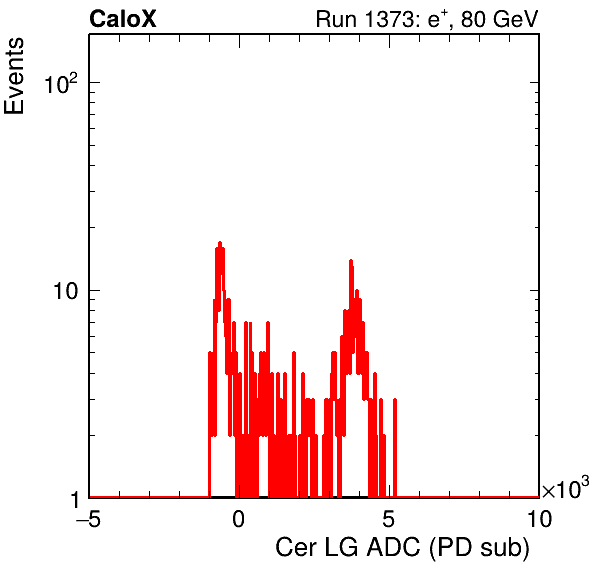 CaloX Run 1373: e⁺, 80 GeV
Events
10²
10
1
−5 0 5 10
×10³
Cer LG ADC (PD sub)